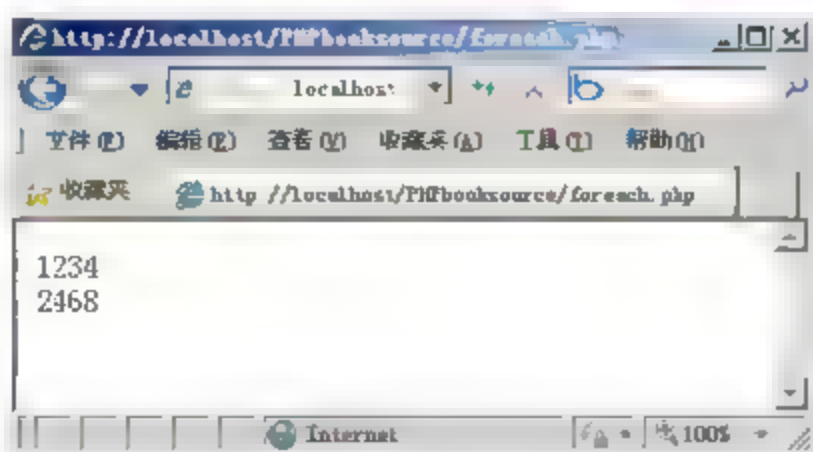 http://localhost/PHPbooksource/foreach.php
localhost
文件(F) 编辑(E) 查看(V) 收藏夹(A) 工具(T) 帮助(H)
收藏夹 http //localhost/PHPbooksource/foreach.php
1234
2468
Internet 100%